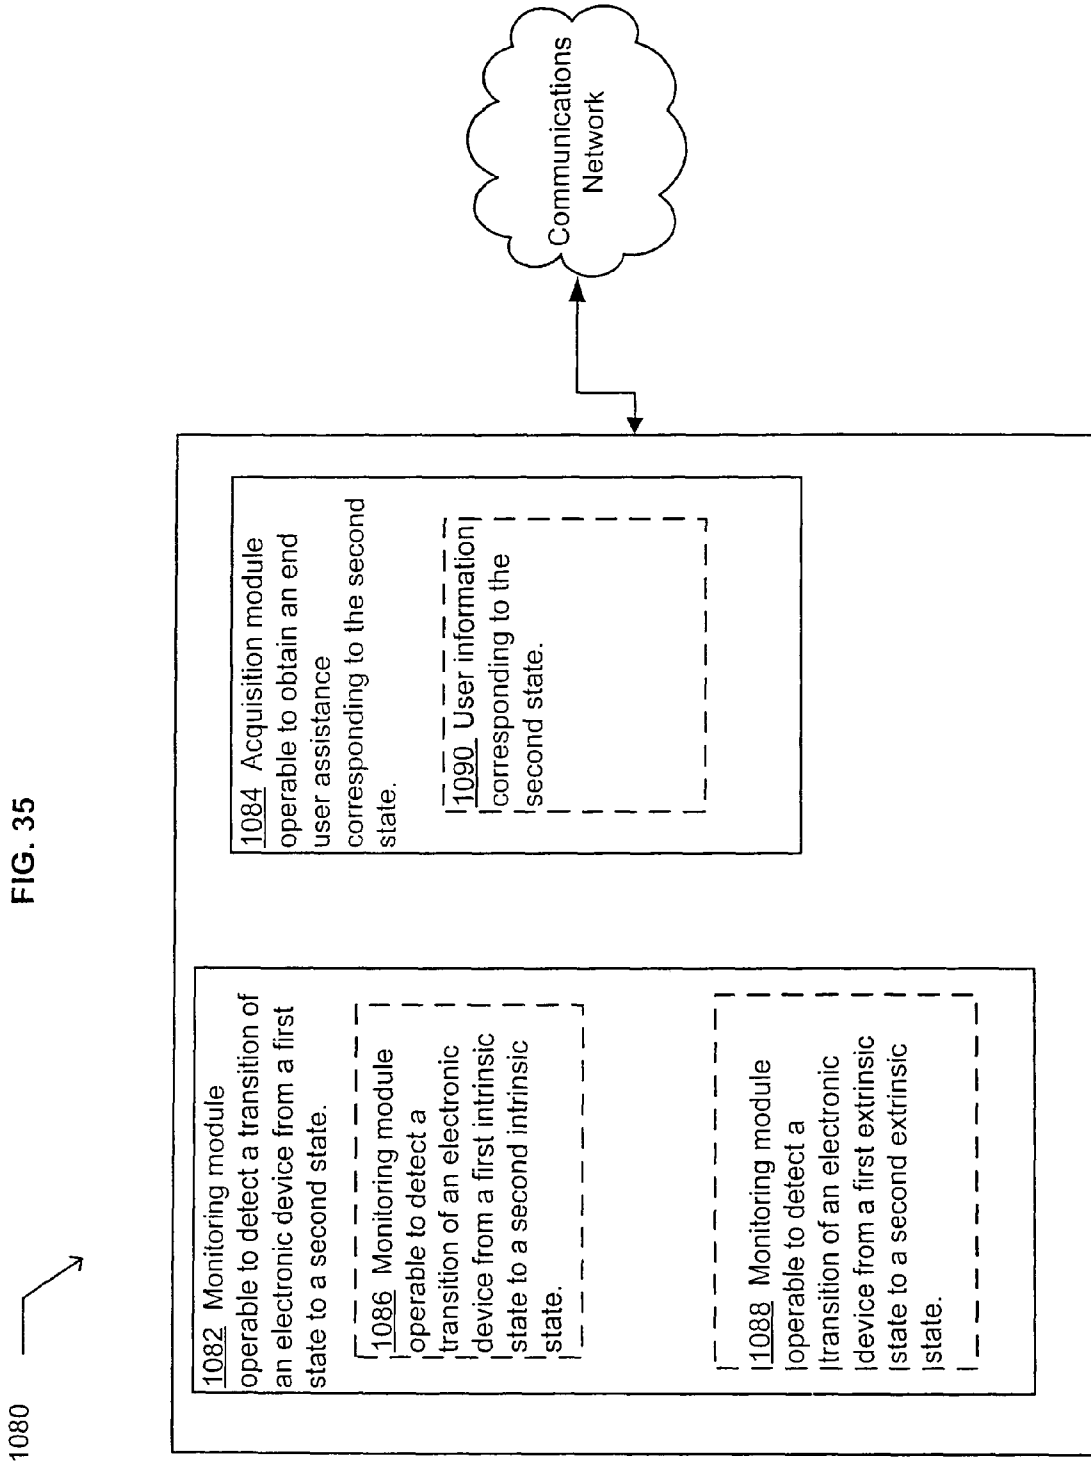 FIG. 35
1080
1082 Monitoring module
operable to detect a transition of
an electronic device from a first
state to a second state.
1086 Monitoring module
operable to detect a
transition of an electronic
device from a first intrinsic
state to a second intrinsic
state.
1088 Monitoring module
operable to detect a
transition of an electronic
device from a first extrinsic
state to a second extrinsic
state.
1084 Acquisition module
operable to obtain an end
user assistance
corresponding to the second
state.
1090 User information
corresponding to the
second state.
Communications
Network